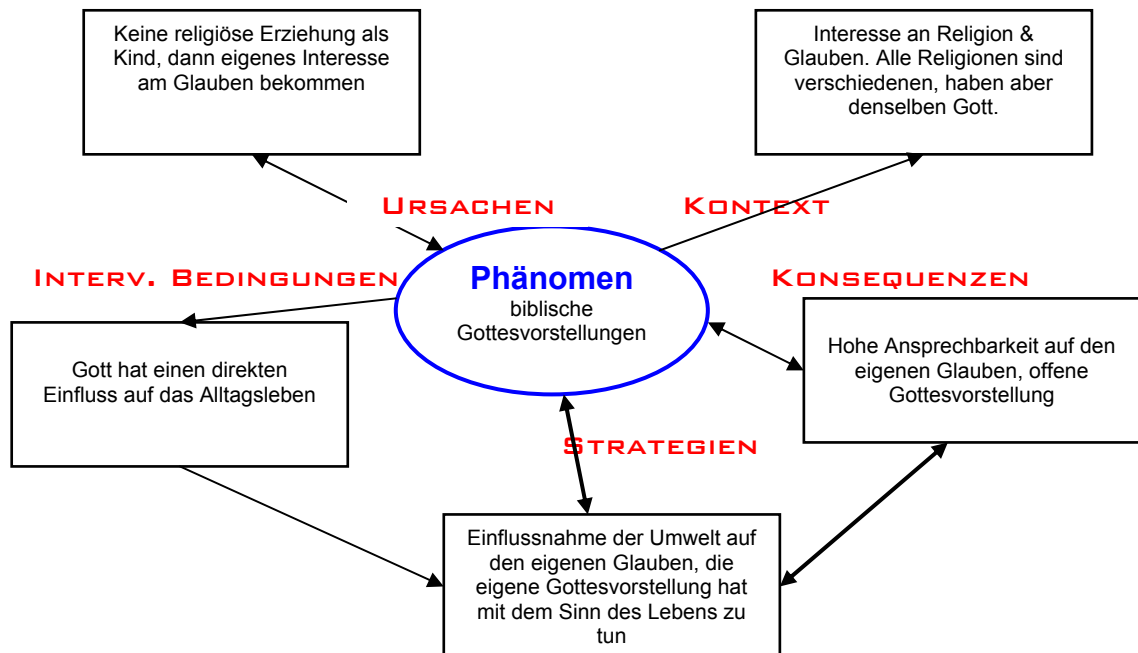 Keine religiöse Erziehung als
Kind, dann eigenes Interesse
am Glauben bekommen
Interesse an Religion &
Glauben. Alle Religionen sind
verschiedenen, haben aber
denselben Gott.
URSACHEN
KONTEXT
INTERV. BEDINGUNGEN
Phänomen
biblische
Gottesvorstellungen
KONSEQUENZEN
Gott hat einen direkten
Einfluss auf das Alltagsleben
Hohe Ansprechbarkeit auf den
eigenen Glauben, offene
Gottesvorstellung
STRATEGIEN
Einflussnahme der Umwelt auf
den eigenen Glauben, die
eigene Gottesvorstellung hat
mit dem Sinn des Lebens zu
tun